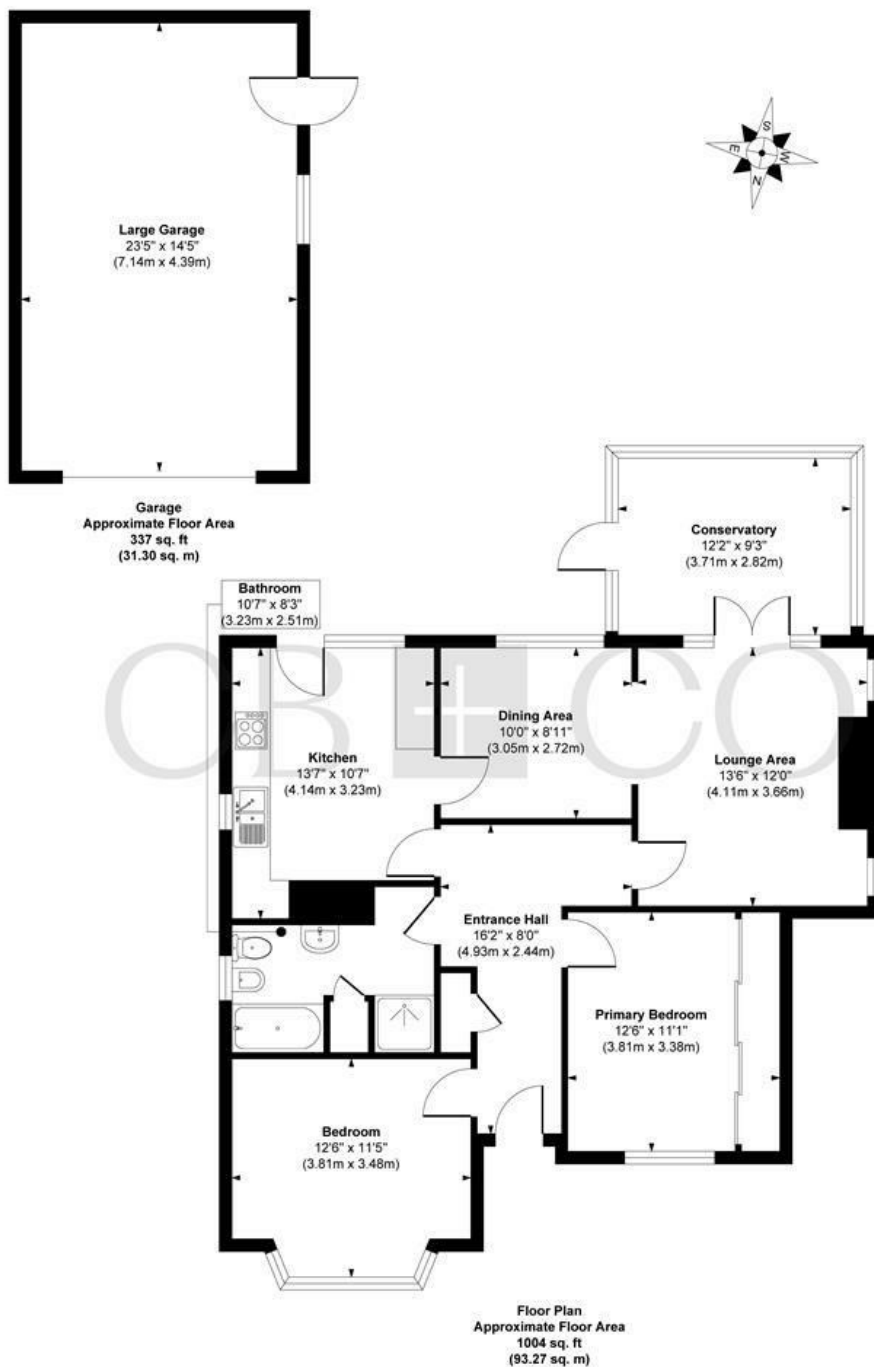 Large Garage
23'5" x 14'5"
(7.14m x 4.39m)
S
E
W
N
Garage
Approximate Floor Area
337 sq. ft
(31.30 sq. m)
Conservatory
12'2" x 9'3"
(3.71m x 2.82m)
Bathroom
10'7" x 8'3"
(3.23m x 2.51m)
OB + CO
Kitchen
13'7" x 10'7"
(4.14m x 3.23m)
Dining Area
10'0" x 8'11"
(3.05m x 2.72m)
Lounge Area
13'6" x 12'0"
(4.11m x 3.66m)
Entrance Hall
16'2" x 8'0"
(4.93m x 2.44m)
Primary Bedroom
12'6" x 11'1"
(3.81m x 3.38m)
Bedroom
12'6" x 11'5"
(3.81m x 3.48m)
Floor Plan
Approximate Floor Area
1004 sq. ft
(93.27 sq. m)